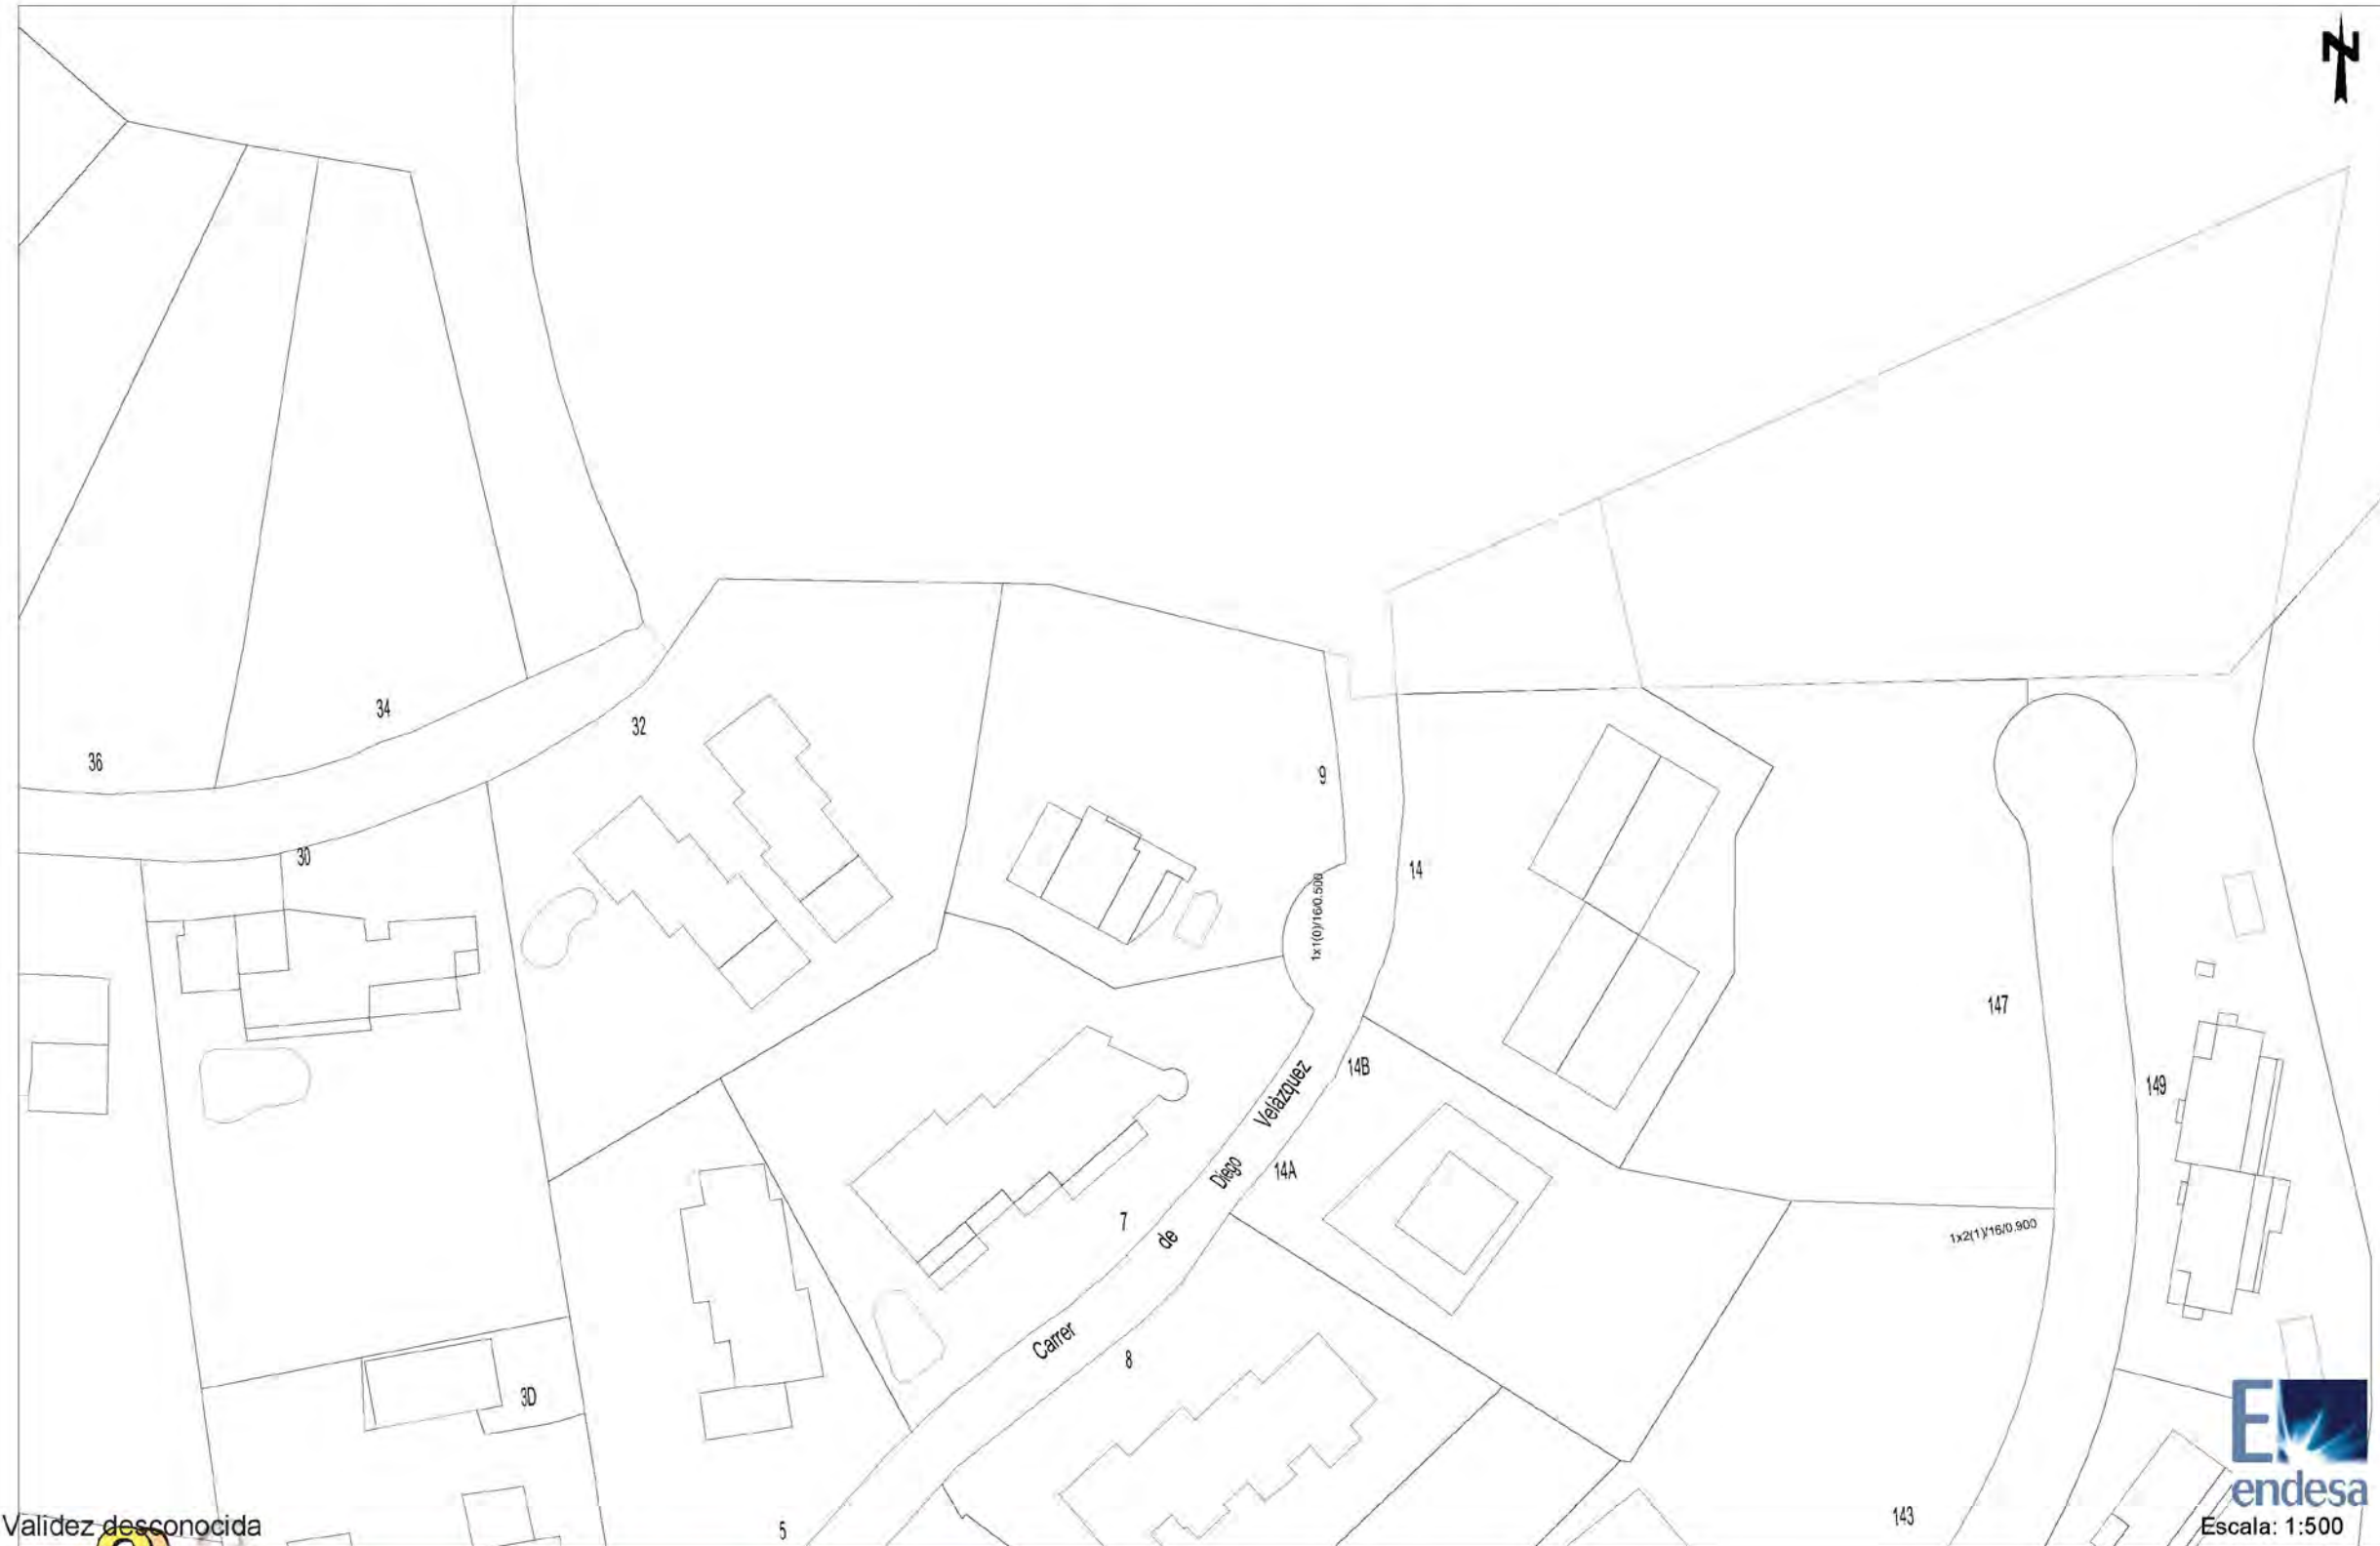 N
34
32
36
9
30
14
1x1(0)/16/0.500
147
14B
149
Carrer de Diego Velàzquez
14A
7
1x2(1)/16/0.900
8
3D
143
5
endesa
Validez desconocida
Escala: 1:500